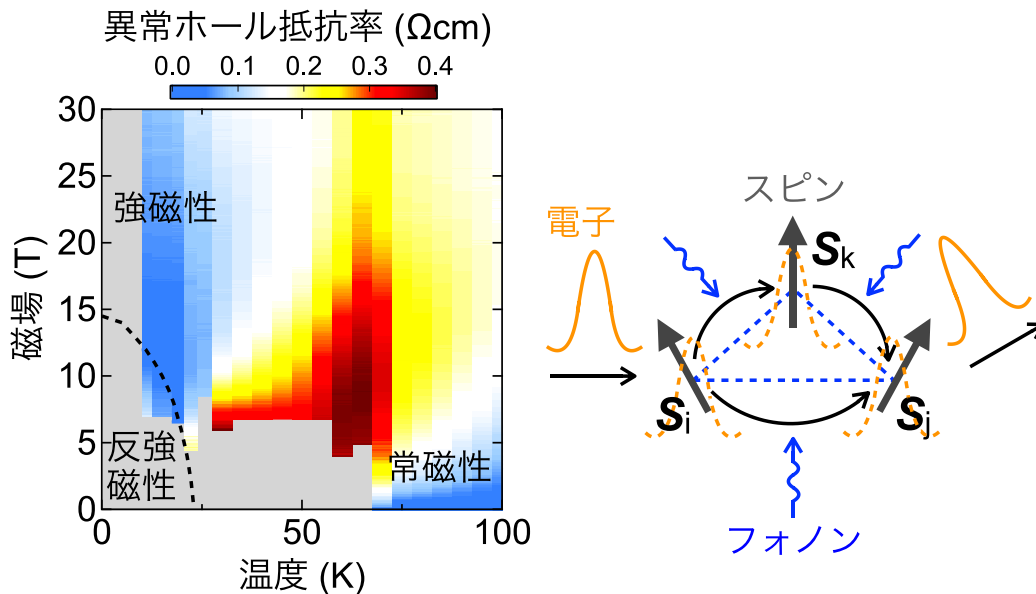 異常ホール抵抗率 (Ωcm)
0.0 0.1 0.2 0.3 0.4
30
25
20
15
10
5
0
磁場 (T)
強磁性
反強
磁性
常磁性
0 50 100
温度 (K)
電子
スピン
Sk
Si
Sj
フォノン